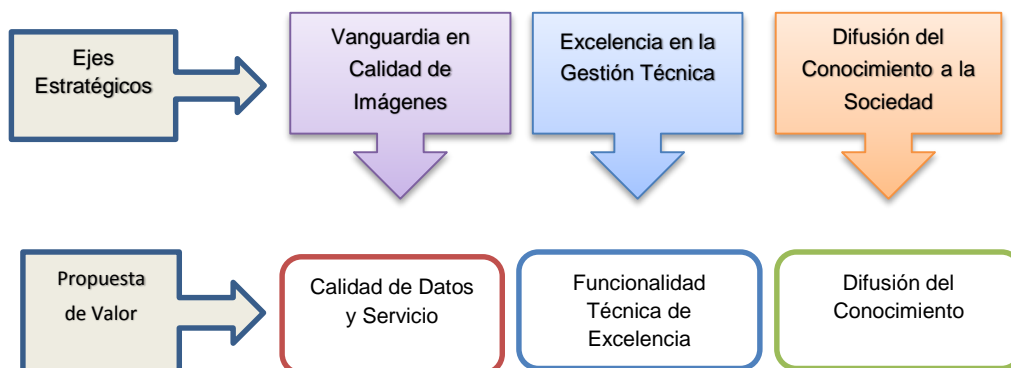 Ejes
Estratégicos
Vanguardia en
Calidad de
Imágenes
Excelencia en la
Gestión Técnica
Difusión del
Conocimiento a la
Sociedad
Propuesta
de Valor
Calidad de Datos
y Servicio
Funcionalidad
Técnica de
Excelencia
Difusión del
Conocimiento